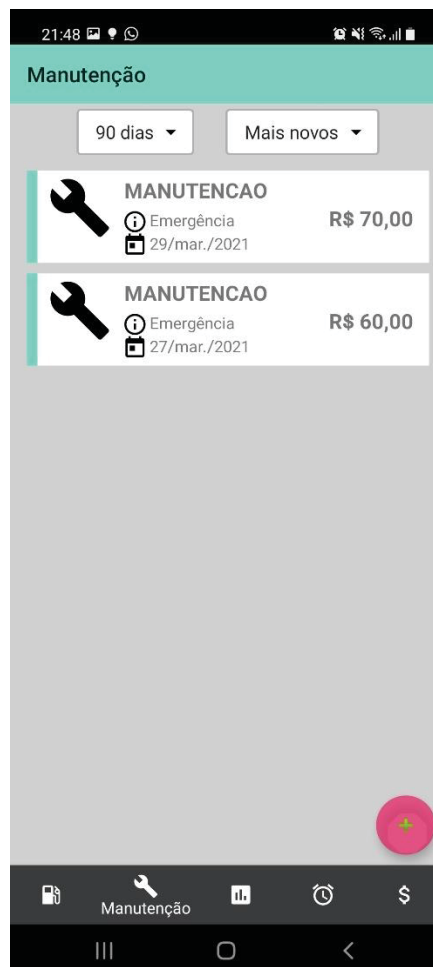 21:48
Manutenção
90 dias
Mais novos
MANUTENCAO
Emergência
R$ 70,00
29/mar./2021
MANUTENCAO
Emergência
R$ 60,00
27/mar./2021
Manutenção